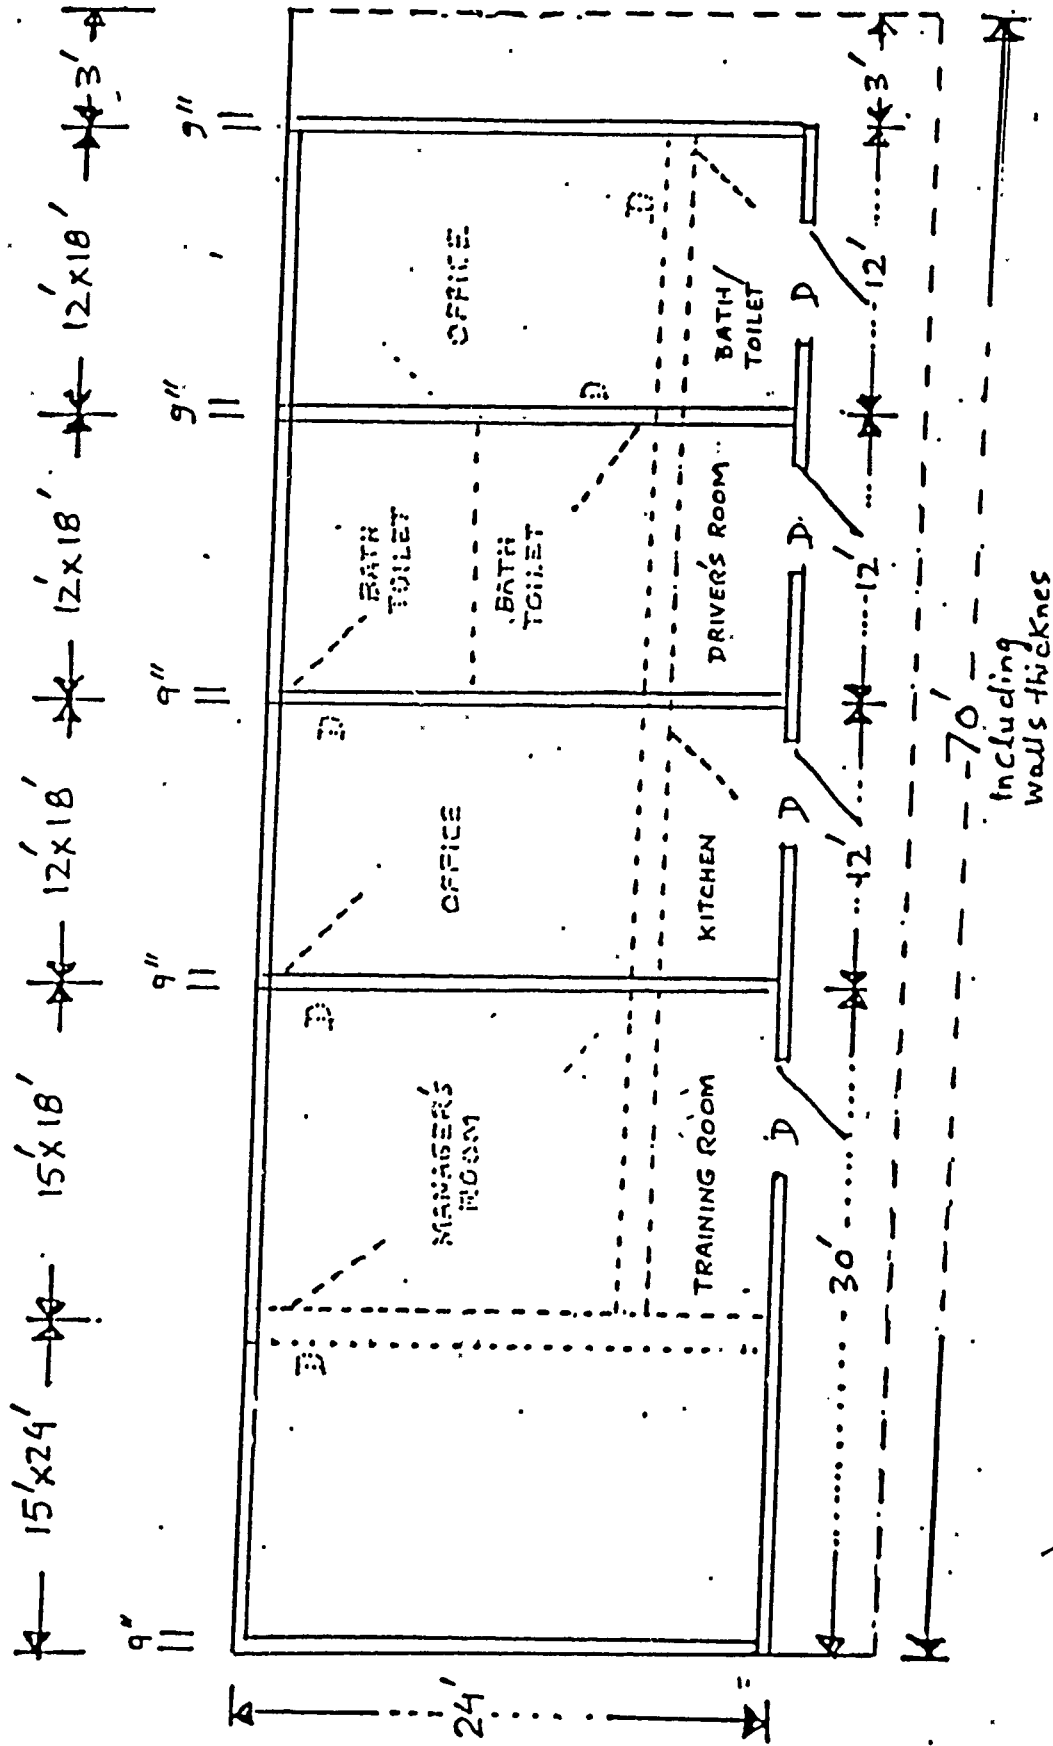 15'x24'
15'x18'
12'x18'
12'x18'
12'x18'
3'
9"
9"
9"
9"
9"
MANAGER'S
ROOM
OFFICE
BATH
TOILET
BATH
TOILET
OFFICE
D
D
D
D
D
TRAINING ROOM
KITCHEN
DRIVER'S ROOM
BATH/
TOILET
D
D
D
D
24'
30'
12'
12'
12'
3'
70'
Including
walls thicknes